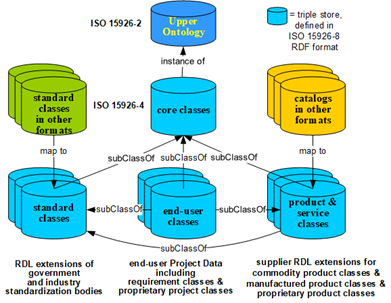 ISO 15926-2
Upper
Ontology
= triple store,
defined in
ISO 15926-8
RDF format
instance of
standard
classes
in other
formats
ISO 15926-4
core classes
catalogs
in other
formats
map to
map to
subClassOf
subClassOf
subClassOf
standard
classes
subClassOf
end-user
classes
subClassOf
product &
service
classes
subClassOf
RDL extensions of
government
and industry
standardization bodies
end-user Project Data
including
requirement classes &
proprietary project classes
supplier RDL extensions for
commodity product classes &
manufactured product classes &
proprietary product classes